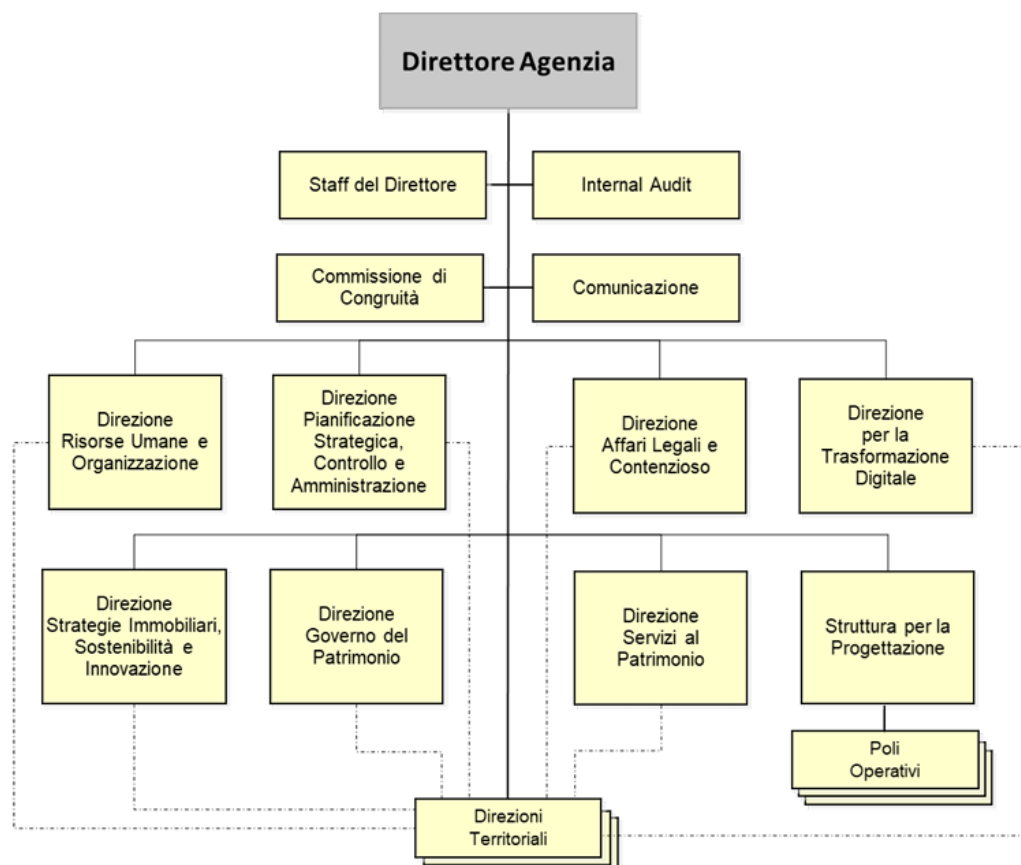 Direttore Agenzia
Staff del Direttore
Internal Audit
Commissione di
Congruità
Comunicazione
Direzione
Risorse Umane e
Organizzazione
Direzione
Pianificazione
Strategica,
Controllo e
Amministrazione
Direzione
Affari Legali e
Contenzioso
Direzione
per la
Trasformazione
Digitale
Direzione
Strategie Immobiliari,
Sostenibilità e
Innovazione
Direzione
Governo del
Patrimonio
Direzione
Servizi al
Patrimonio
Struttura per la
Progettazione
Poli
Operativi
Direzioni
Territoriali